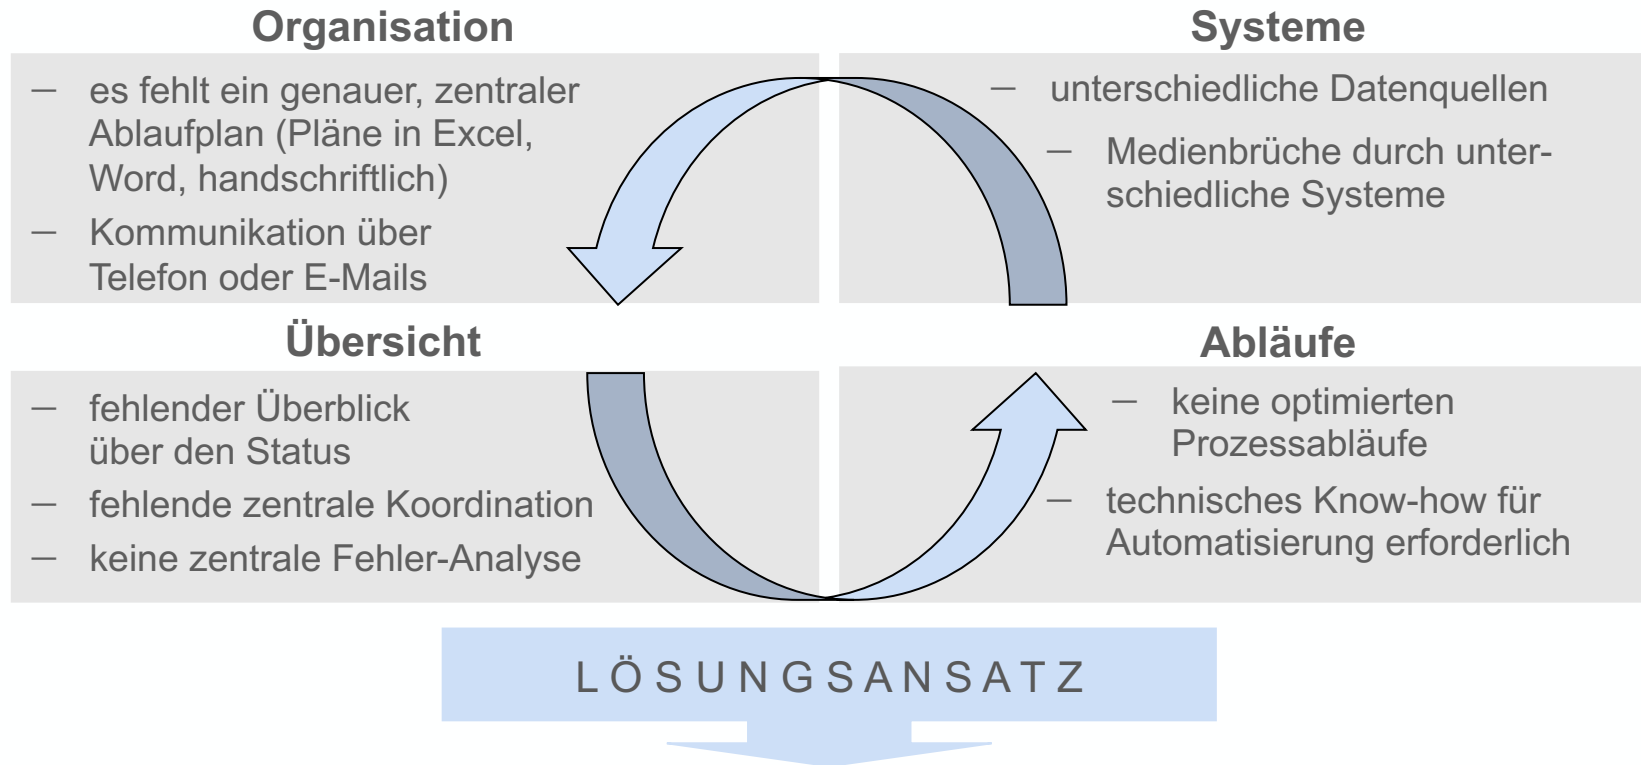 Organisation
— es fehlt ein genauer, zentraler
Ablaufplan (Pläne in Excel,
Word, handschriftlich)
— Kommunikation über
Telefon oder E-Mails
Systeme
— unterschiedliche Datenquellen
— Medienbrüche durch unter-
schiedliche Systeme
Übersicht
— fehlender Überblick
über den Status
— fehlende zentrale Koordination
— keine zentrale Fehler-Analyse
Abläufe
— keine optimierten
Prozessabläufe
— technisches Know-how für
Automatisierung erforderlich
LÖSUNGSANSATZ